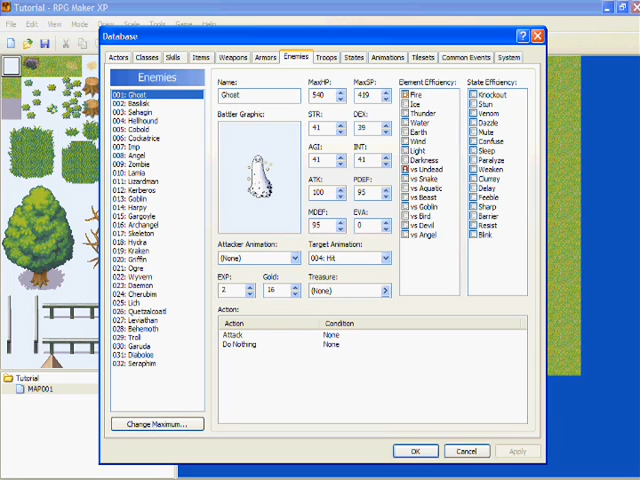 Tutorial - RPG Maker XP
File Edit View Mode Draw Scale Tools Game Help
Database
Actors Classes Skills Items Weapons Armors Enemies Troops States Animations Tilesets Common Events System
Enemies
001: Ghost
002: Basilisk
003: Sahagin
004: Hellhound
005: Cobold
006: Cockatrice
007: Imp
008: Angel
009: Zombie
010: Lamia
011: Lizardman
012: Kerberos
013: Goblin
014: Harpy
015: Gargoyle
016: Archangel
017: Skeleton
018: Hydra
019: Kraken
020: Griffin
021: Ogre
022: Wyvern
023: Daemon
024: Cherubim
025: Lich
026: Quetzalcoatl
027: Leviathan
028: Behemoth
029: Troll
030: Garuda
031: Diabolos
032: Seraphim
Change Maximum...
Name:
Ghost
Battler Graphic:
MaxHP: MaxSP:
540 419
STR: DEX:
41 39
AGI: INT:
41 41
ATK: PDEF:
100 95
MDEF: EVA:
95 0
Attacker Animation: Target Animation:
(None) 004: Hit
EXP: Gold: Treasure:
2 16 (None)
Element Efficiency:
Fire
Ice
Thunder
Water
Earth
Wind
Light
Darkness
vs Undead
vs Snake
vs Aquatic
vs Beast
vs Goblin
vs Bird
vs Devil
vs Angel
State Efficiency:
Knockout
Stun
Venom
Dazzle
Mute
Confuse
Sleep
Paralyze
Weaken
Clumsy
Delay
Feeble
Sharp
Barrier
Resist
Blink
Action:
Action Condition
Attack None
Do Nothing None
OK Cancel Apply
Tutorial
MAP001